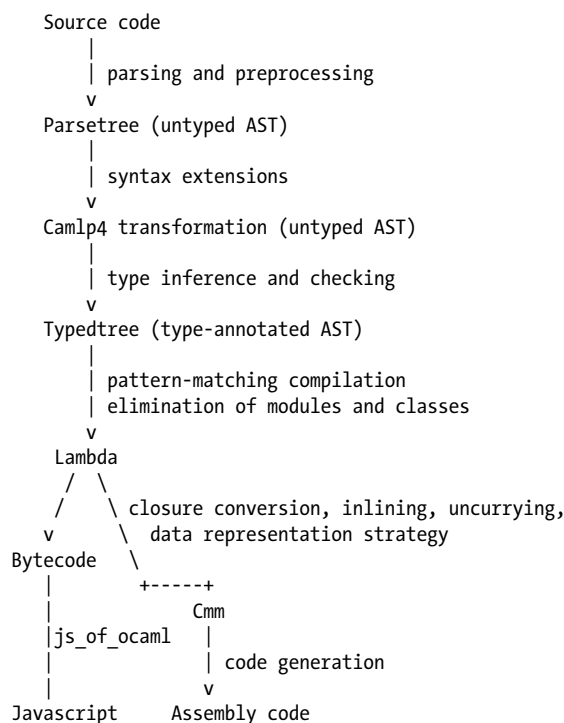 Source code
|
| parsing and preprocessing
v
Parsetree (untyped AST)
|
| syntax extensions
v
Camlp4 transformation (untyped AST)
|
| type inference and checking
v
Typedtree (type-annotated AST)
|
| pattern-matching compilation
| elimination of modules and classes
v
Lambda
/ \
/ \ closure conversion, inlining, uncurrying,
v \ data representation strategy
Bytecode \
| +-----+
| Cmm
|js_of_ocaml |
| | code generation
| v
Javascript Assembly code